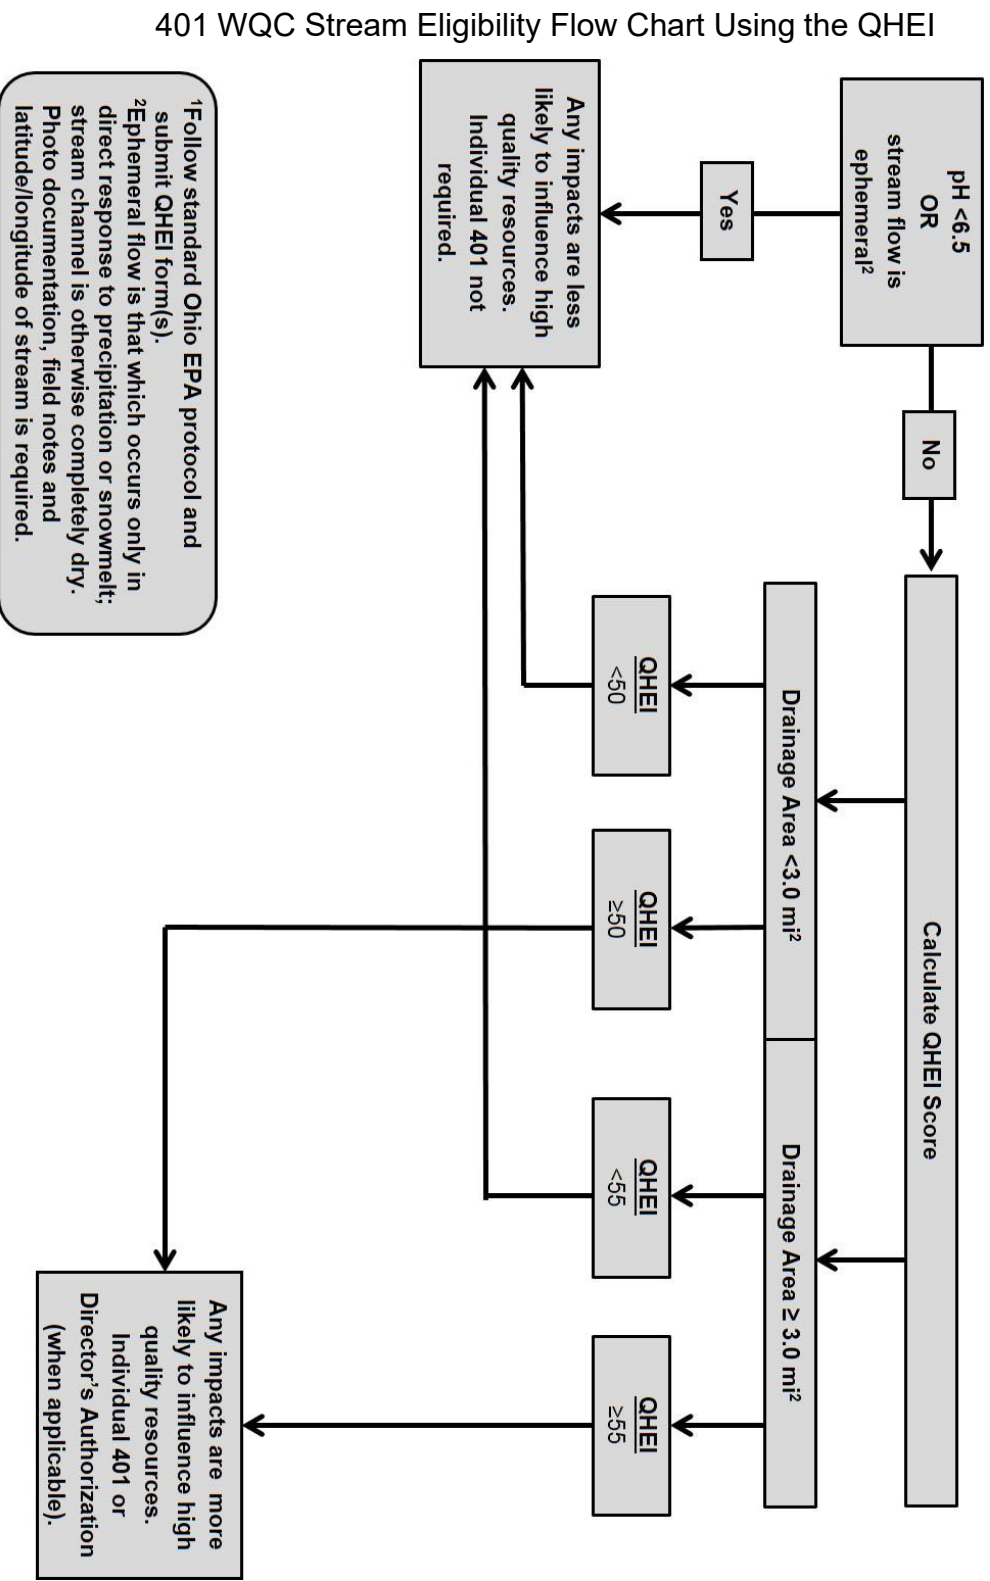 401 WQC Stream Eligibility Flow Chart Using the QHEI
pH <6.5
OR
stream flow is
ephemeral²
Yes
No
Any impacts are less
likely to influence high
quality resources.
Individual 401 not
required.
Calculate QHEI Score
Drainage Area <3.0 mi²
Drainage Area ≥ 3.0 mi²
QHEI
<50
QHEI
≥50
QHEI
<55
QHEI
≥55
Any impacts are more
likely to influence high
quality resources.
Individual 401 or
Director's Authorization
(when applicable).
¹Follow standard Ohio EPA protocol and
submit QHEI form(s).
²Ephemeral flow is that which occurs only in
direct response to precipitation or snowmelt;
stream channel is otherwise completely dry.
Photo documentation, field notes and
latitude/longitude of stream is required.